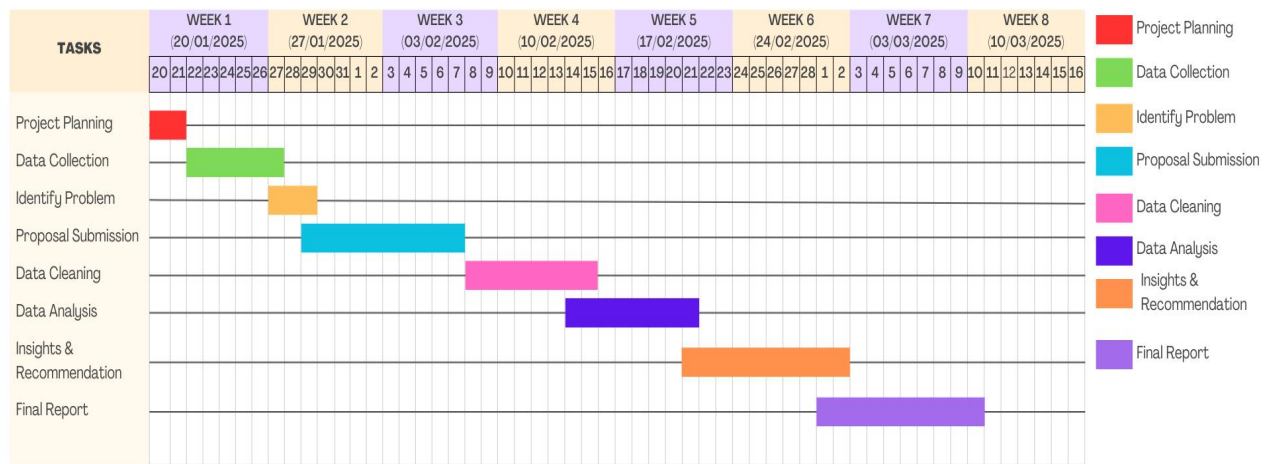 TASKS
WEEK 1 WEEK 2 WEEK 3 WEEK 4 WEEK 5 WEEK 6 WEEK 7 WEEK 8
(20/01/2025) (27/01/2025) (03/02/2025) (10/02/2025) (17/02/2025) (24/02/2025) (03/03/2025) (10/03/2025)
20 21 22 23 24 25 26 27 28 29 30 31 1 2 3 4 5 6 7 8 9 10 11 12 13 14 15 16 17 18 19 20 21 22 23 24 25 26 27 28 1 2 3 4 5 6 7 8 9 10 11 12 13 14 15 16
Project Planning
Data Collection
Identify Problem
Proposal Submission
Data Cleaning
Data Analysis
Insights &
Recommendation
Final Report
Project Planning
Data Collection
Identify Problem
Proposal Submission
Data Cleaning
Data Analysis
Insights &
Recommendation
Final Report